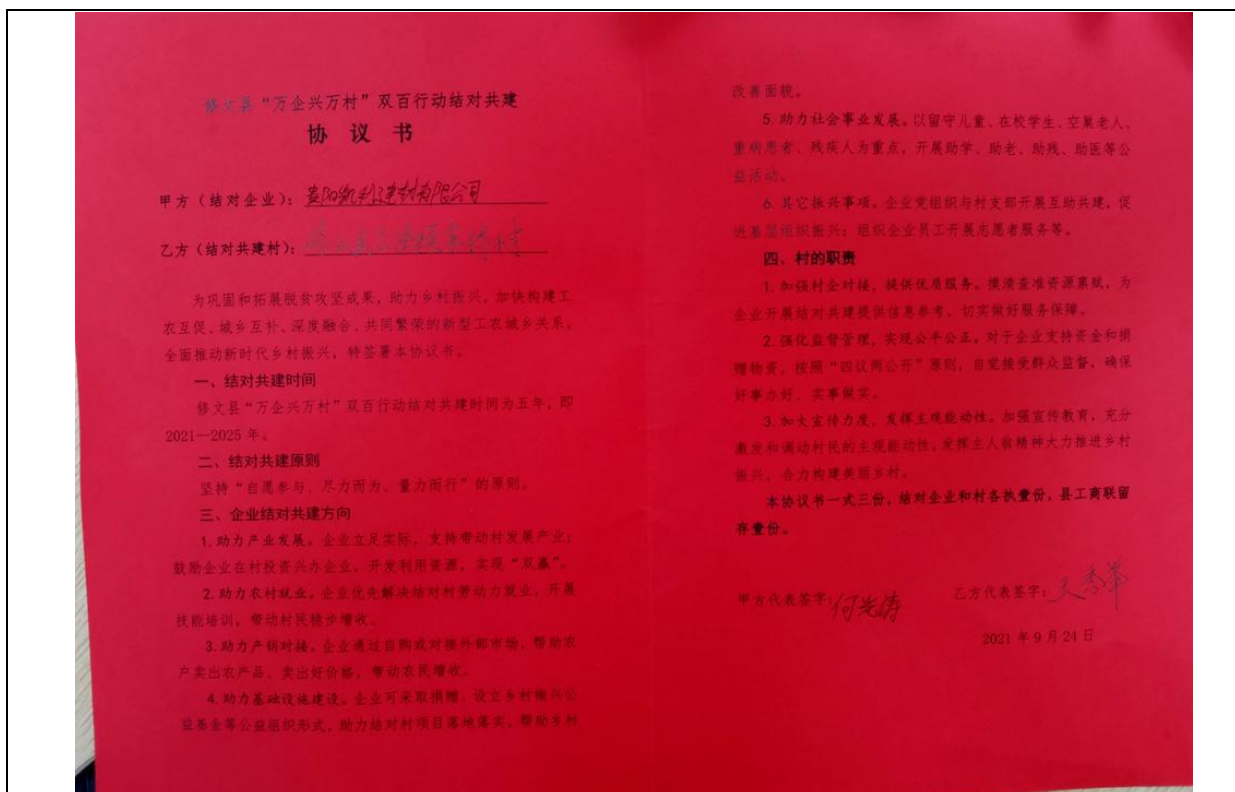 修文县“万企兴万村”双百行动结对共建
协议书
甲方（结对企业）：贵阳凯利达建材有限公司
乙方（结对共建村）：
为巩固和拓展脱贫攻坚成果，助力乡村振兴，加快构建工
农互促、城乡互补、深度融合、共同繁荣的新型工农城乡关系，
全面推动新时代乡村振兴，特签署本协议书。
一、结对共建时间
修文县“万企兴万村”双百行动结对共建时间为五年，即
2021—2025 年。
二、结对共建原则
坚持“自愿参与、尽力而为、量力而行”的原则。
三、企业结对共建方向
1.助力产业发展。企业立足实际，支持带动村发展产业；
鼓励企业在村投资兴办企业，开发利用资源，实现“双赢”。
2.助力农村就业。企业优先解决结对村劳动力就业，开展
技能培训，带动村民稳步增收。
3.助力产销对接。企业通过自购或对接外部市场，帮助农
户卖出农产品、卖出好价格，带动农民增收。
4.助力基础设施建设。企业可采取捐赠、设立乡村振兴公
益基金等公益组织形式，助力结对村项目落地落实，帮助乡村
改善面貌。
5.助力社会事业发展。以留守儿童、在校学生、空巢老人、
重病患者、残疾人为重点，开展助学、助老、助残、助医等公
益活动。
6.其它振兴事项。企业党组织与村支部开展互助共建，促
进基层组织振兴；组织企业员工开展志愿者服务等。
四、村的职责
1.加强村企对接，提供优质服务。摸清查准资源禀赋，为
企业开展结对共建提供信息参考，切实做好服务保障。
2.强化监督管理，实现公平公正。对于企业支持资金和捐
赠物资，按照“四议两公开”原则，自觉接受群众监督，确保
好事办好、实事做实。
3.加大宣传力度，发挥主观能动性。加强宣传教育，充分
激发和调动村民的主观能动性，发挥主人翁精神大力推进乡村
振兴，合力构建美丽乡村。
本协议书一式三份，结对企业和村各执壹份，县工商联留
存壹份。
甲方代表签字：何光涛
乙方代表签字：
2021 年 9 月 24 日